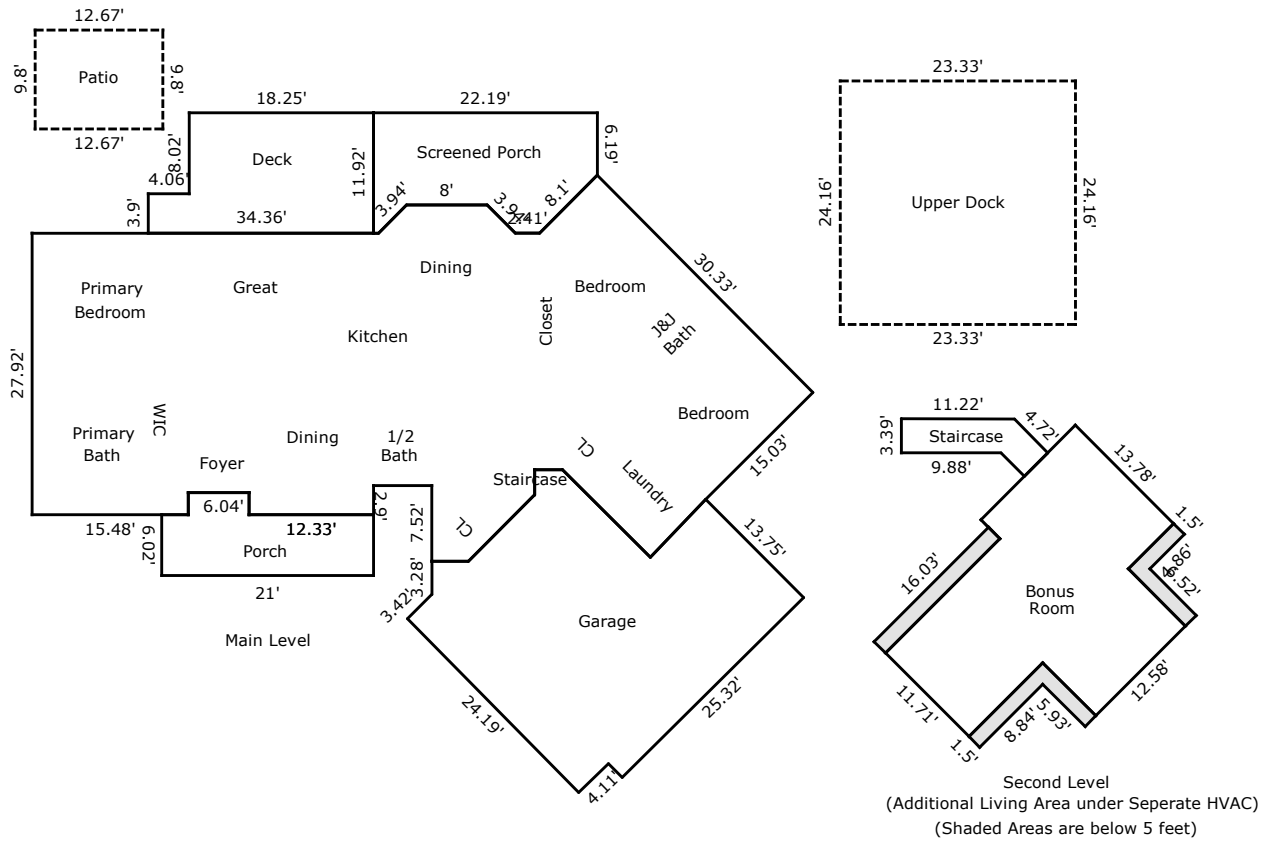 12.67'
9.8'
Patio
9.8'
12.67'
18.25'
22.19'
8.02'
Deck
11.92'
Screened Porch
6.19'
4.06'
3.9'
34.36'
3.94'
8'
2.41'
8.1'
23.33'
24.16'
Upper Dock
24.16'
23.33'
Primary
Bedroom
Great
Dining
Kitchen
Closet
Bedroom
J&J
Bath
30.33'
27.92'
WIC
Primary
Bath
Foyer
Dining
1/2
Bath
Staircase
CL
CL
Laundry
Bedroom
15.03'
15.48'
6.04'
12.33'
2.9'
7.52'
6.02'
Porch
21'
3.28'
3.42'
Main Level
Garage
13.75'
24.19'
25.32'
4.11'
11.22'
3.39'
Staircase
4.72'
9.88'
13.78'
1.5'
6.52'
16.03'
Bonus
Room
11.71'
1.5'
8.84'
5.93'
12.58'
Second Level
(Additional Living Area under Seperate HVAC)
(Shaded Areas are below 5 feet)